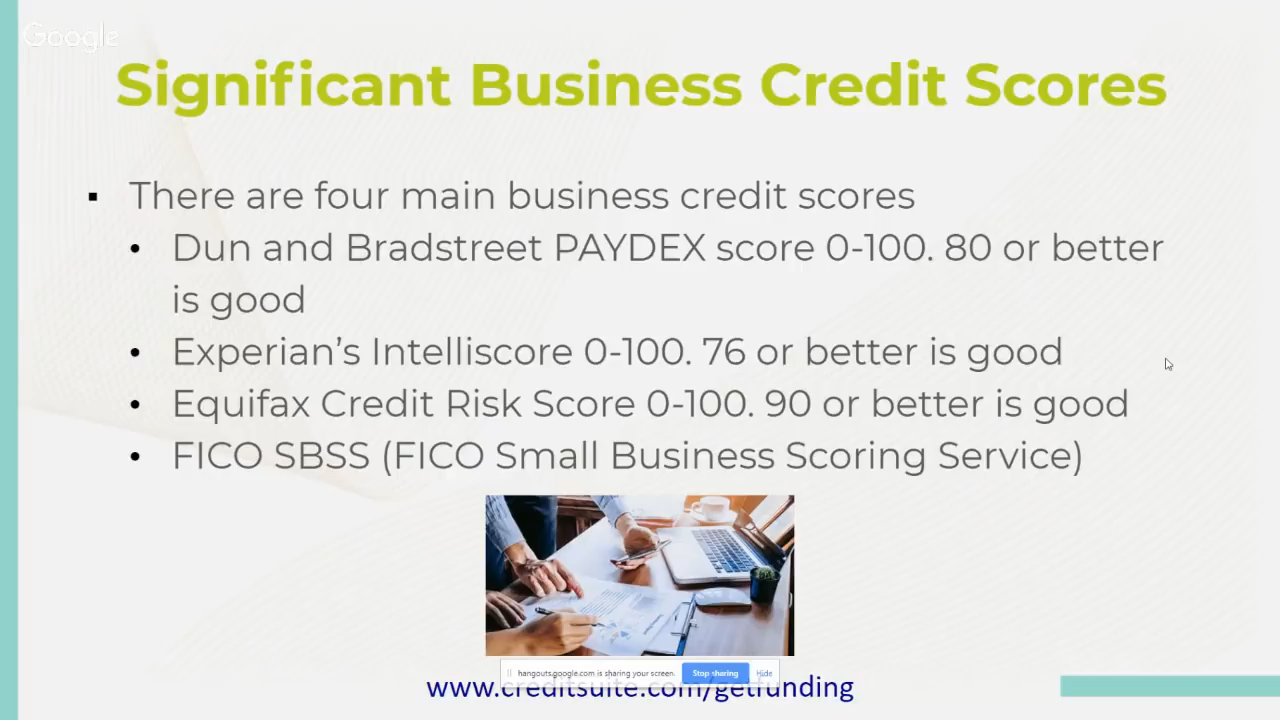 Google
Significant Business Credit Scores
▪ There are four main business credit scores
• Dun and Bradstreet PAYDEX score 0-100. 80 or better
is good
• Experian's Intelliscore 0-100. 76 or better is good
• Equifax Credit Risk Score 0-100. 90 or better is good
• FICO SBSS (FICO Small Business Scoring Service)
hangouts.google.com is sharing your screen. Stop sharing Hide
www.creditsuite.com/getfunding